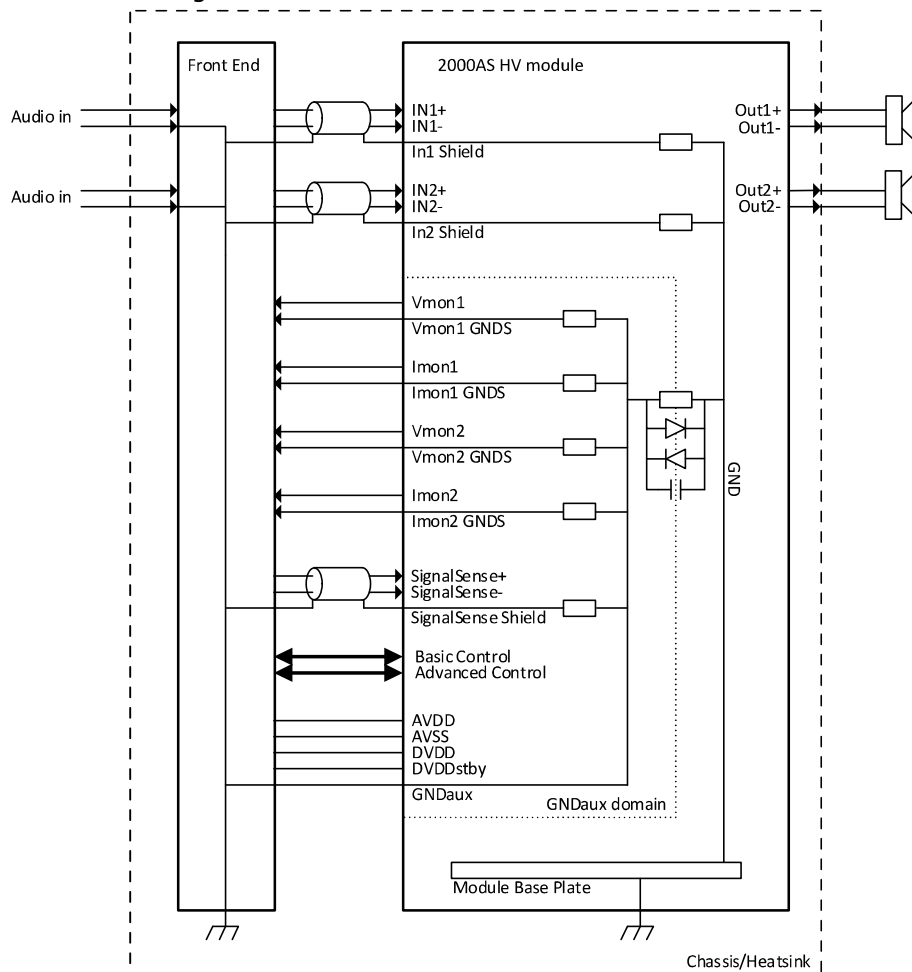 Front End
2000AS HV module
Audio in
IN1+
IN1-
In1 Shield
Out1+
Out1-
Audio in
IN2+
IN2-
In2 Shield
Out2+
Out2-
Vmon1
Vmon1 GNDS
Imon1
Imon1 GNDS
Vmon2
Vmon2 GNDS
Imon2
Imon2 GNDS
GND
SignalSense+
SignalSense-
SignalSense Shield
Basic Control
Advanced Control
AVDD
AVSS
DVDD
DVDDstby
GNDaux
GNDaux domain
Module Base Plate
Chassis/Heatsink